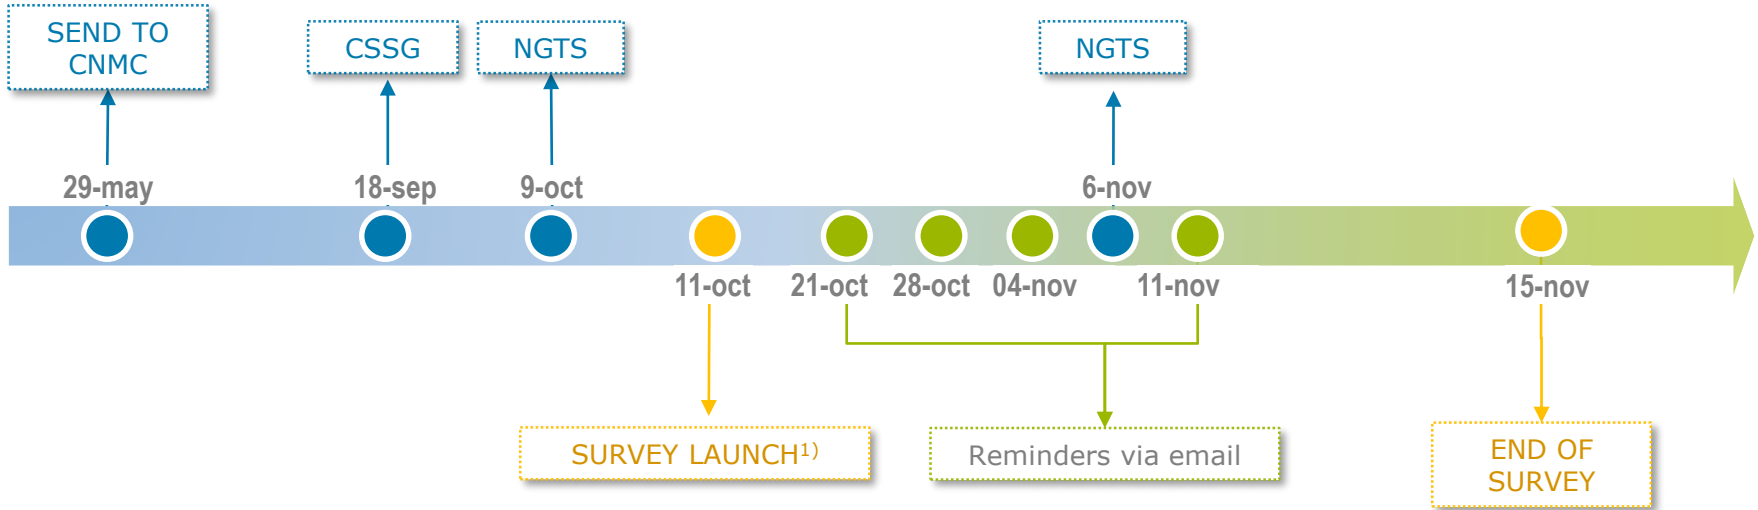 SEND TO
CNMC
CSSG
NGTS
NGTS
29-may
18-sep
9-oct
6-nov
11-oct
21-oct
28-oct
04-nov
11-nov
15-nov
SURVEY LAUNCH1)
Reminders via email
END OF
SURVEY